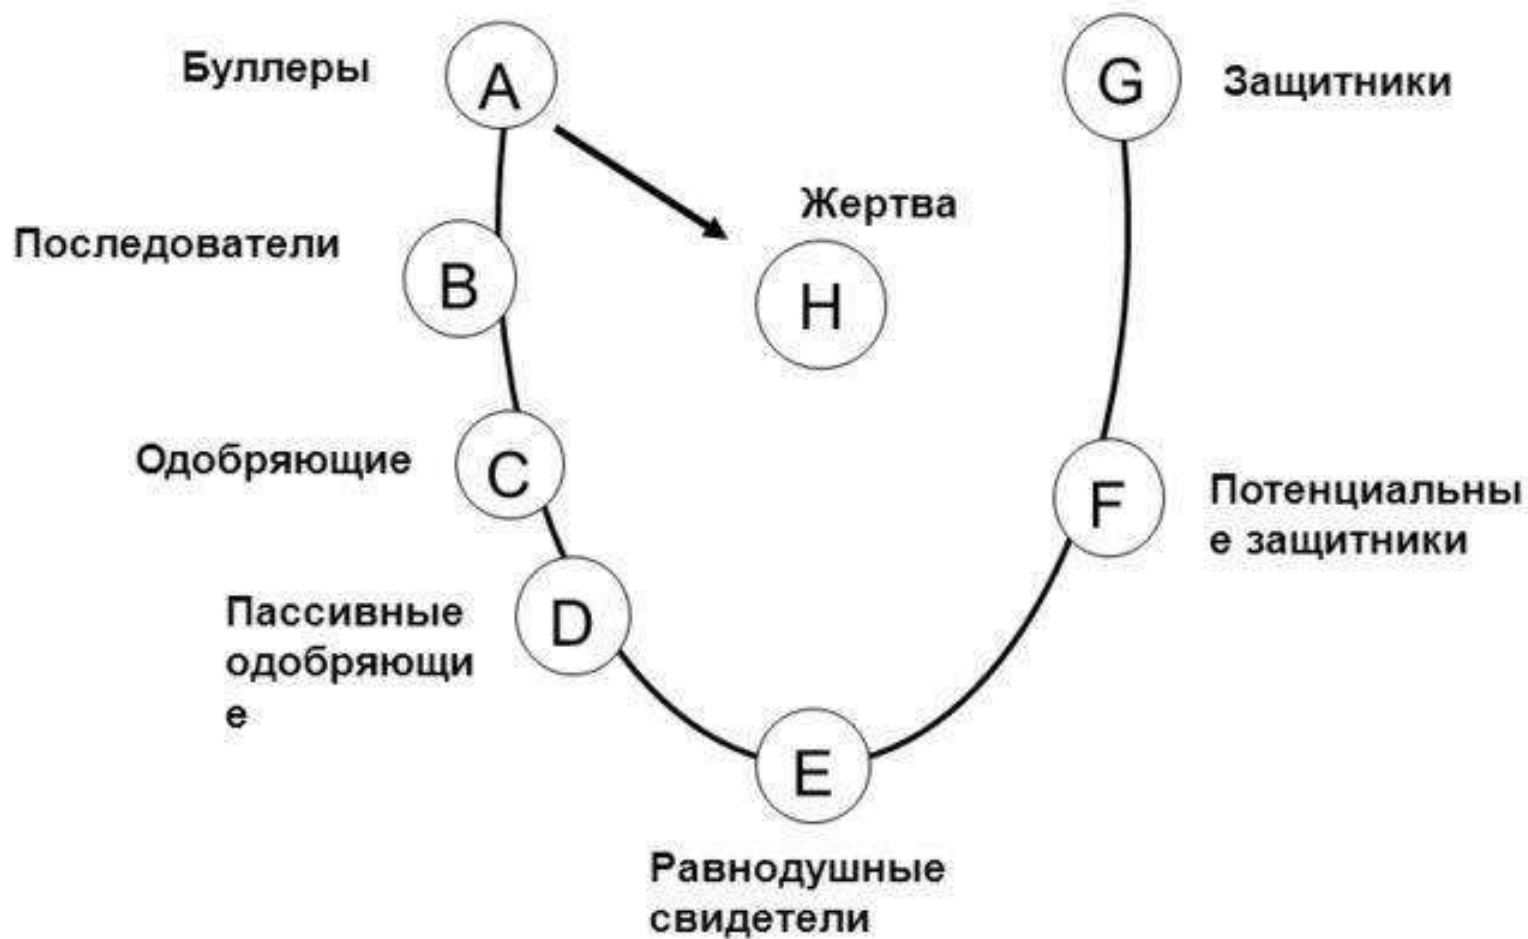 Буллеры
A
G
Защитники
Жертва
Последователи
B
H
Одобряющие
C
F
Потенциальны
е защитники
Пассивные
одобряющи
е
D
E
Равнодушные
свидетели